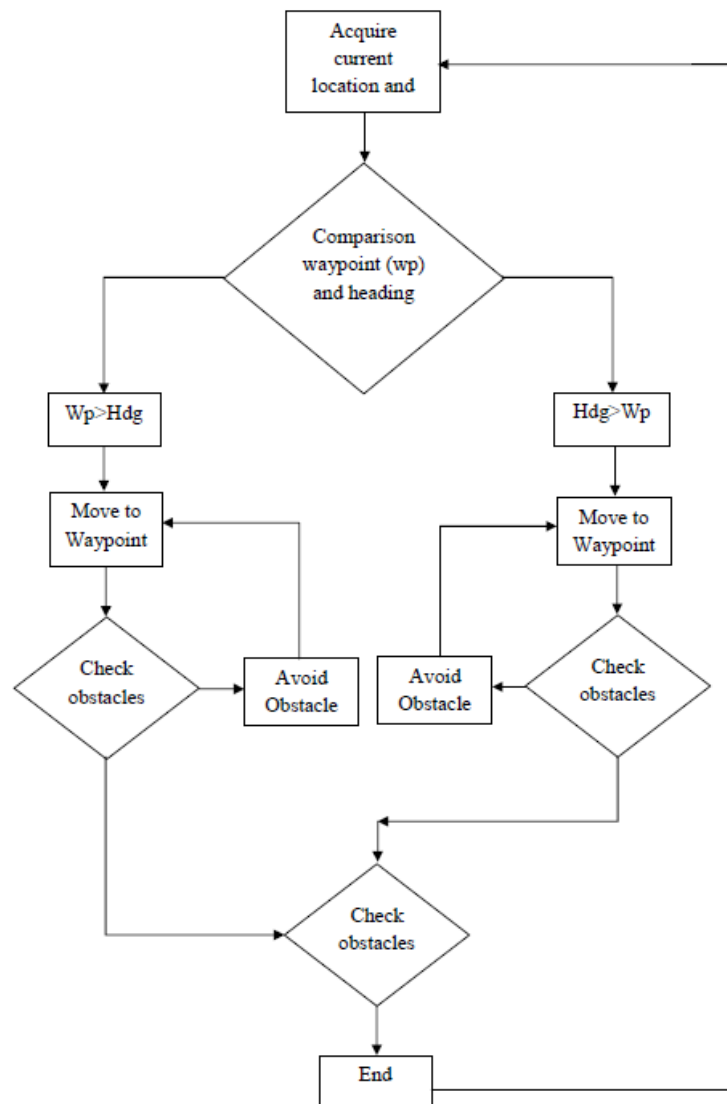 Acquire
current
location and
Comparison
waypoint (wp)
and heading
Wp>Hdg
Hdg>Wp
Move to
Waypoint
Move to
Waypoint
Check
obstacles
Avoid
Obstacle
Avoid
Obstacle
Check
obstacles
Check
obstacles
End